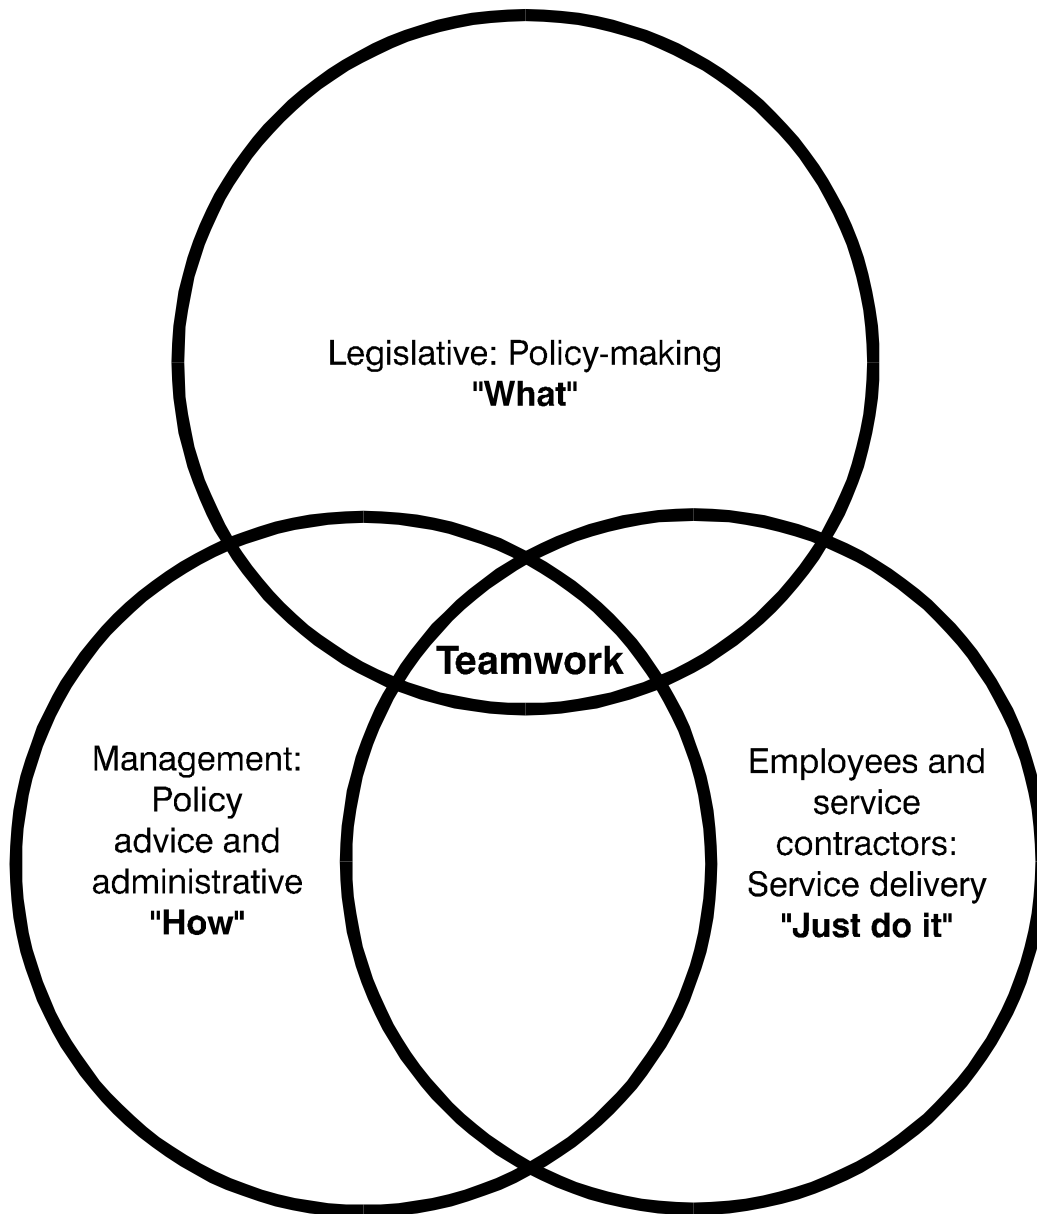 Legislative: Policy-making
"What"
Teamwork
Management:
Policy
advice and
administrative
"How"
Employees and
service
contractors:
Service delivery
"Just do it"